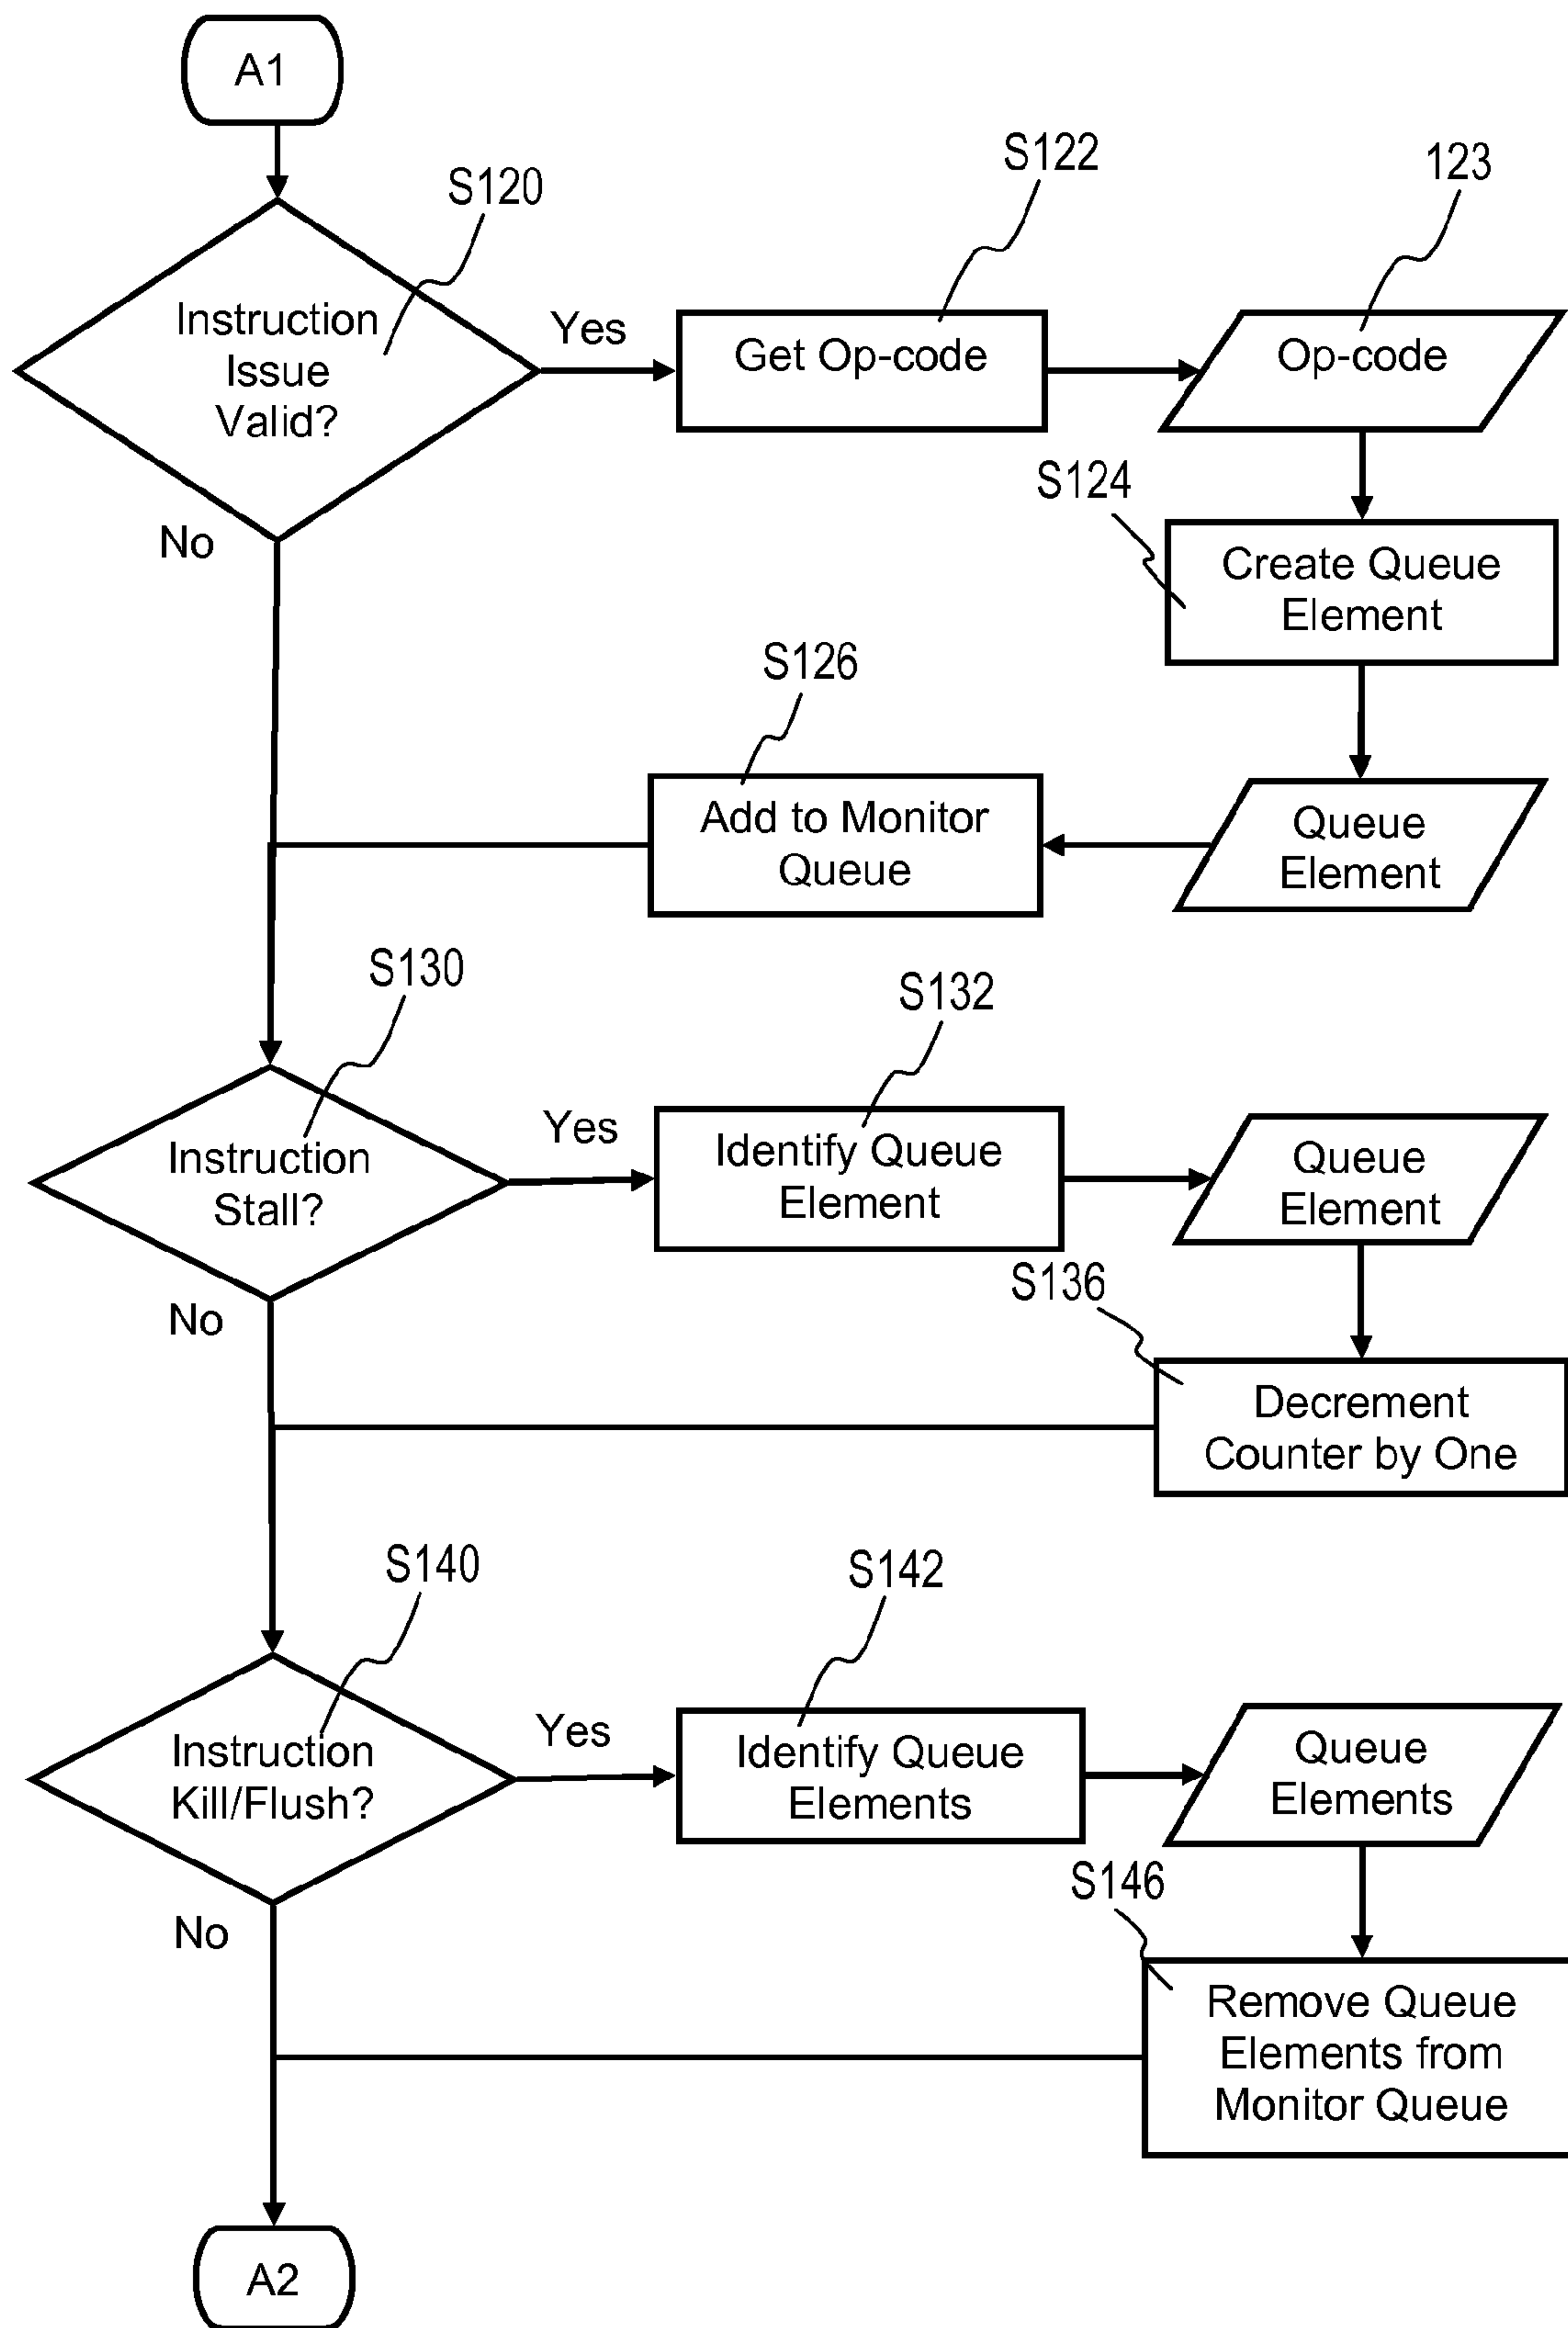 A1
S120
S122
123
Instruction
Issue
Valid?
Yes
Get Op-code
Op-code
No
S124
Create Queue
Element
S126
Add to Monitor
Queue
Queue
Element
S130
S132
Instruction
Stall?
Yes
Identify Queue
Element
Queue
Element
No
S136
Decrement
Counter by One
S140
S142
Instruction
Kill/Flush?
Yes
Identify Queue
Elements
Queue
Elements
No
S146
Remove Queue
Elements from
Monitor Queue
A2